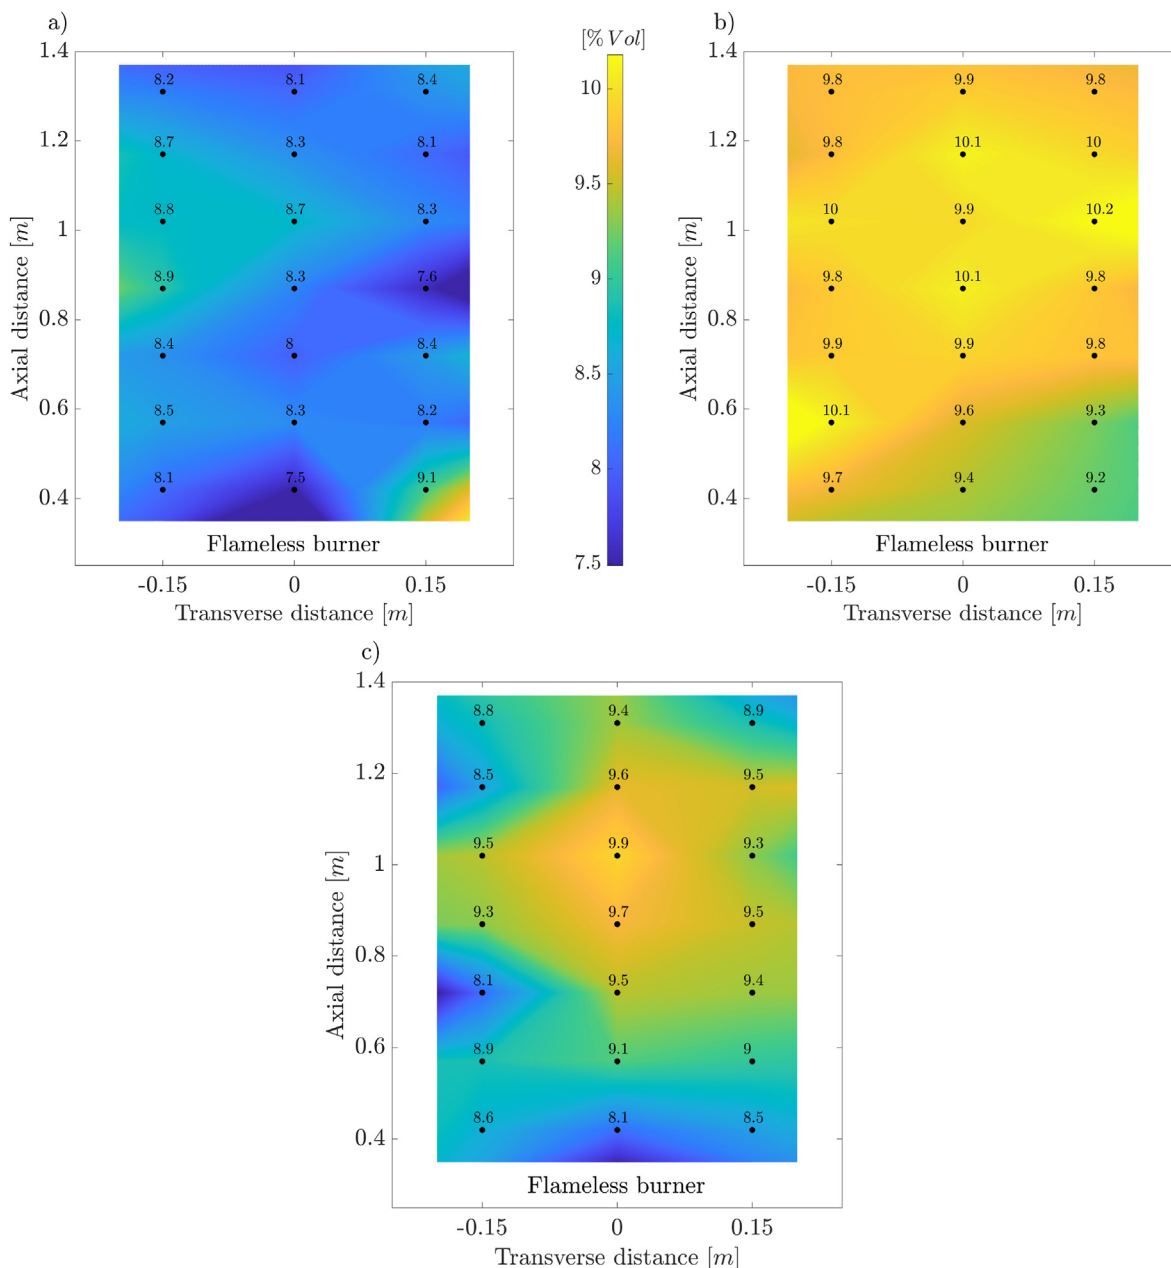 a)
1.4
1.2
1
0.8
0.6
0.4
Axial distance [m]
8.2 8.1 8.4
8.7 8.3 8.1
8.8 8.7 8.3
8.9 8.3 7.6
8.4 8 8.4
8.5 8.3 8.2
8.1 7.5 9.1
Flameless burner
-0.15 0 0.15
Transverse distance [m]
[% Vol]
10
9.5
9
8.5
8
7.5
b)
1.4
1.2
1
0.8
0.6
0.4
Axial distance [m]
9.8 9.9 9.8
9.8 10.1 10
10 9.9 10.2
9.8 10.1 9.8
9.9 9.9 9.8
10.1 9.6 9.3
9.7 9.4 9.2
Flameless burner
-0.15 0 0.15
Transverse distance [m]
c)
1.4
1.2
1
0.8
0.6
0.4
Axial distance [m]
8.8 9.4 8.9
8.5 9.6 9.5
9.5 9.9 9.3
9.3 9.7 9.5
8.1 9.5 9.4
8.9 9.1 9
8.6 8.1 8.5
Flameless burner
-0.15 0 0.15
Transverse distance [m]